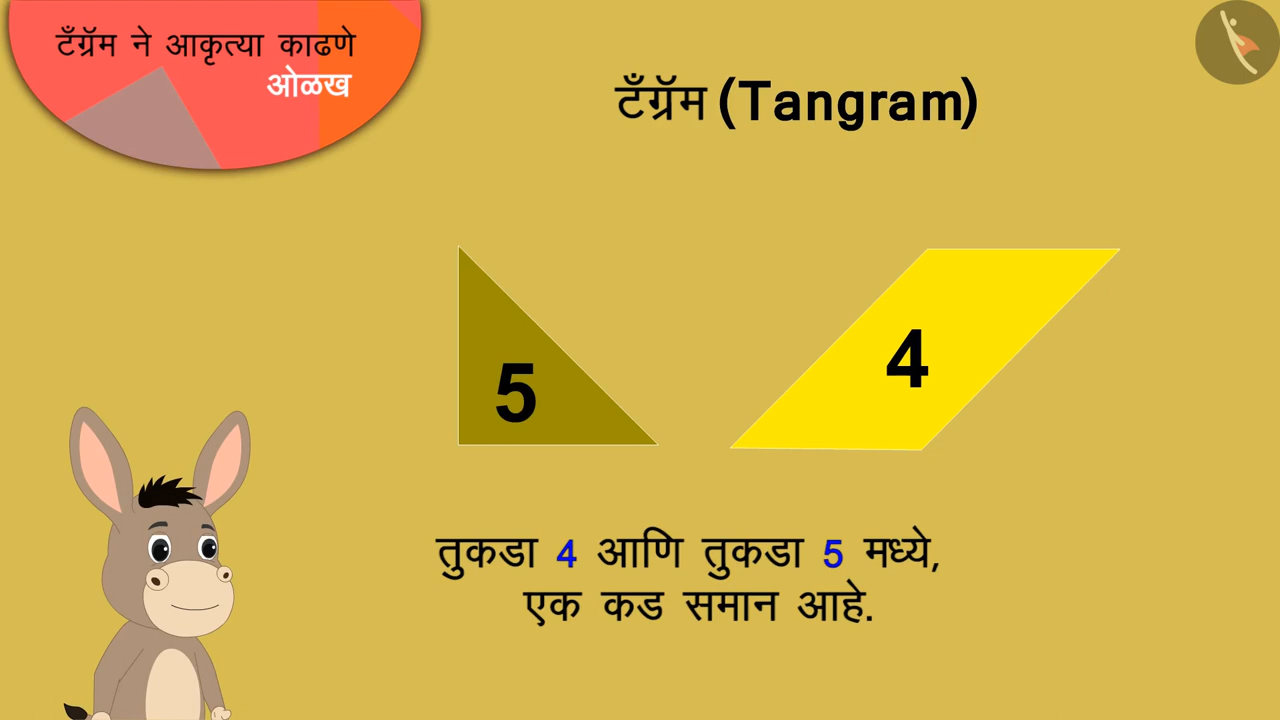 टँग्रॅम ने आकृत्या काढणे
ओळख
टँग्रॅम (Tangram)
5
4
तुकडा 4 आणि तुकडा 5 मध्ये,
एक कड समान आहे.